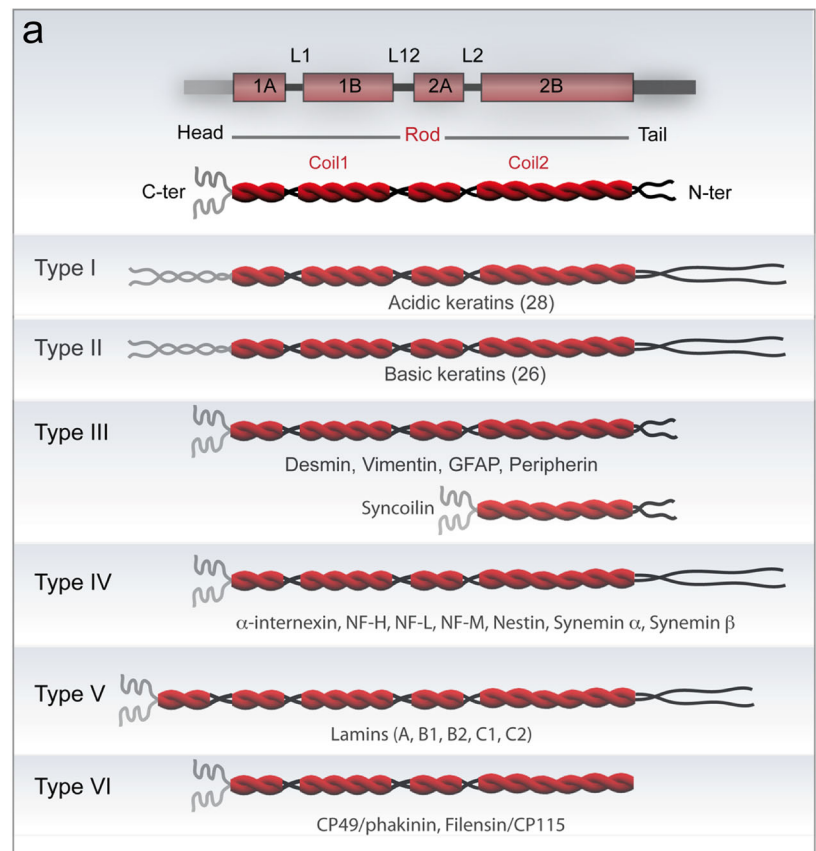 a
L1 L12 L2
1A 1B 2A 2B
Head Rod Tail
Coil1 Coil2
C-ter N-ter
Type I
Acidic keratins (28)
Type II
Basic keratins (26)
Type III
Desmin, Vimentin, GFAP, Peripherin
Syncoilin
Type IV
α-internexin, NF-H, NF-L, NF-M, Nestin, Synemin α, Synemin β
Type V
Lamins (A, B1, B2, C1, C2)
Type VI
CP49/phakinin, Filensin/CP115